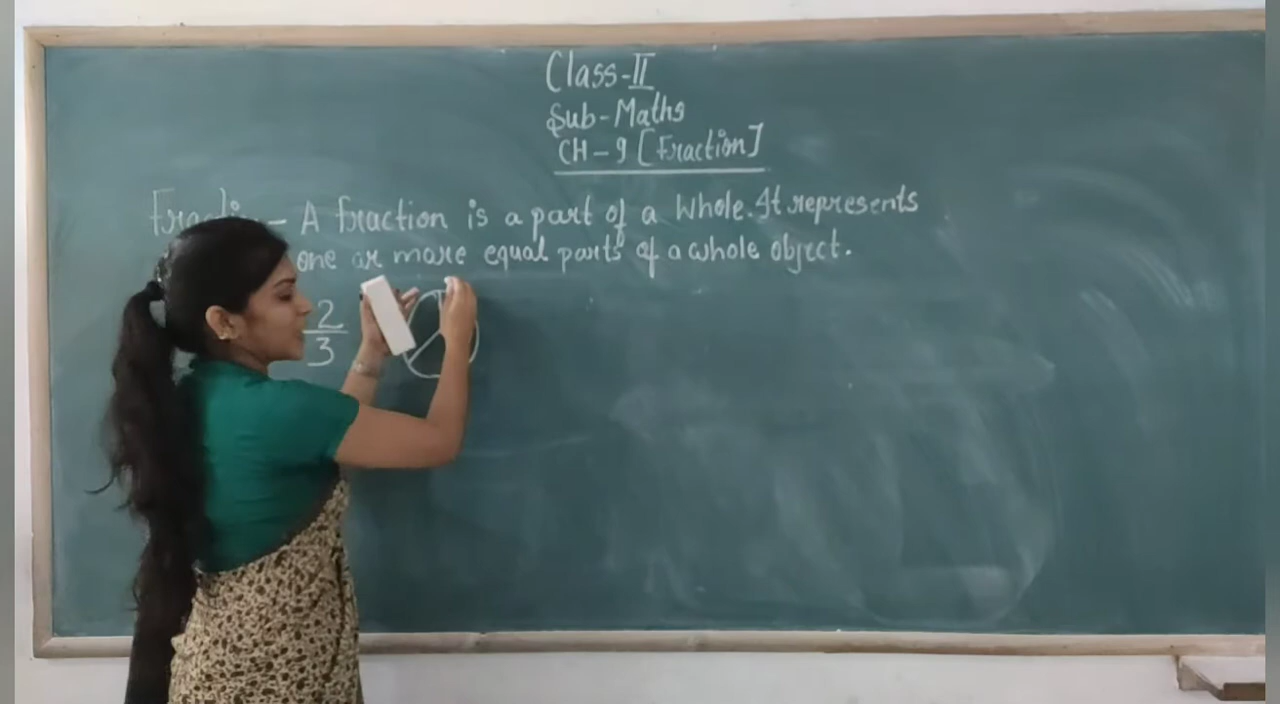 Class-II
Sub-Maths
CH-9 [Fraction]
- A fraction is a part of a Whole. It represents
one or more equal parts of a whole object.
2
3